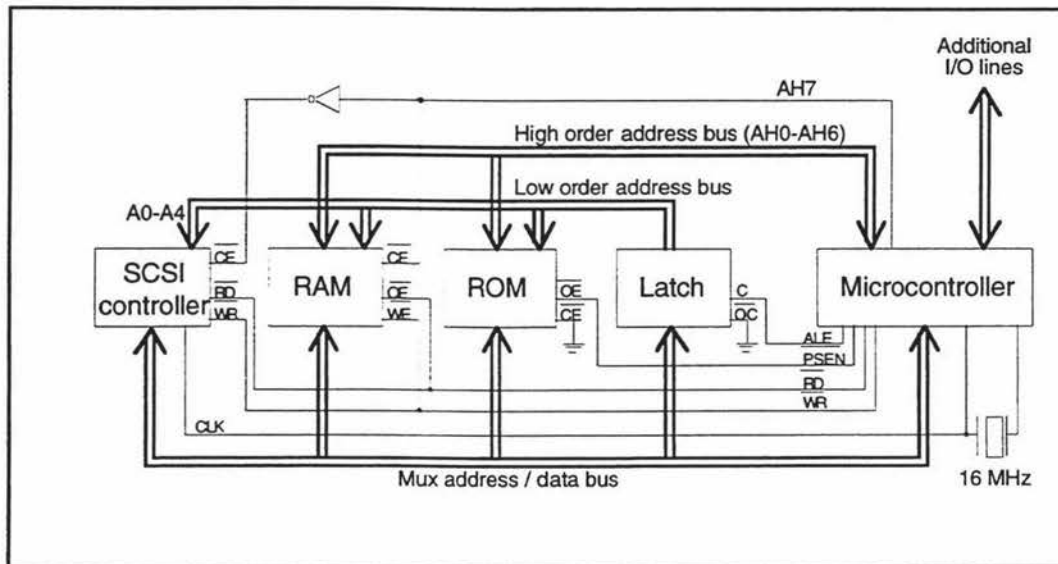 Additional
I/O lines
AH7
High order address bus (AH0-AH6)
Low order address bus
A0-A4
SCSI
controller
CE
RD
WR
RAM
CE
OE
WE
ROM
OE
CE
Latch
C
OC
Microcontroller
ALE
PSEN
RD
WR
CLK
Mux address / data bus
16 MHz